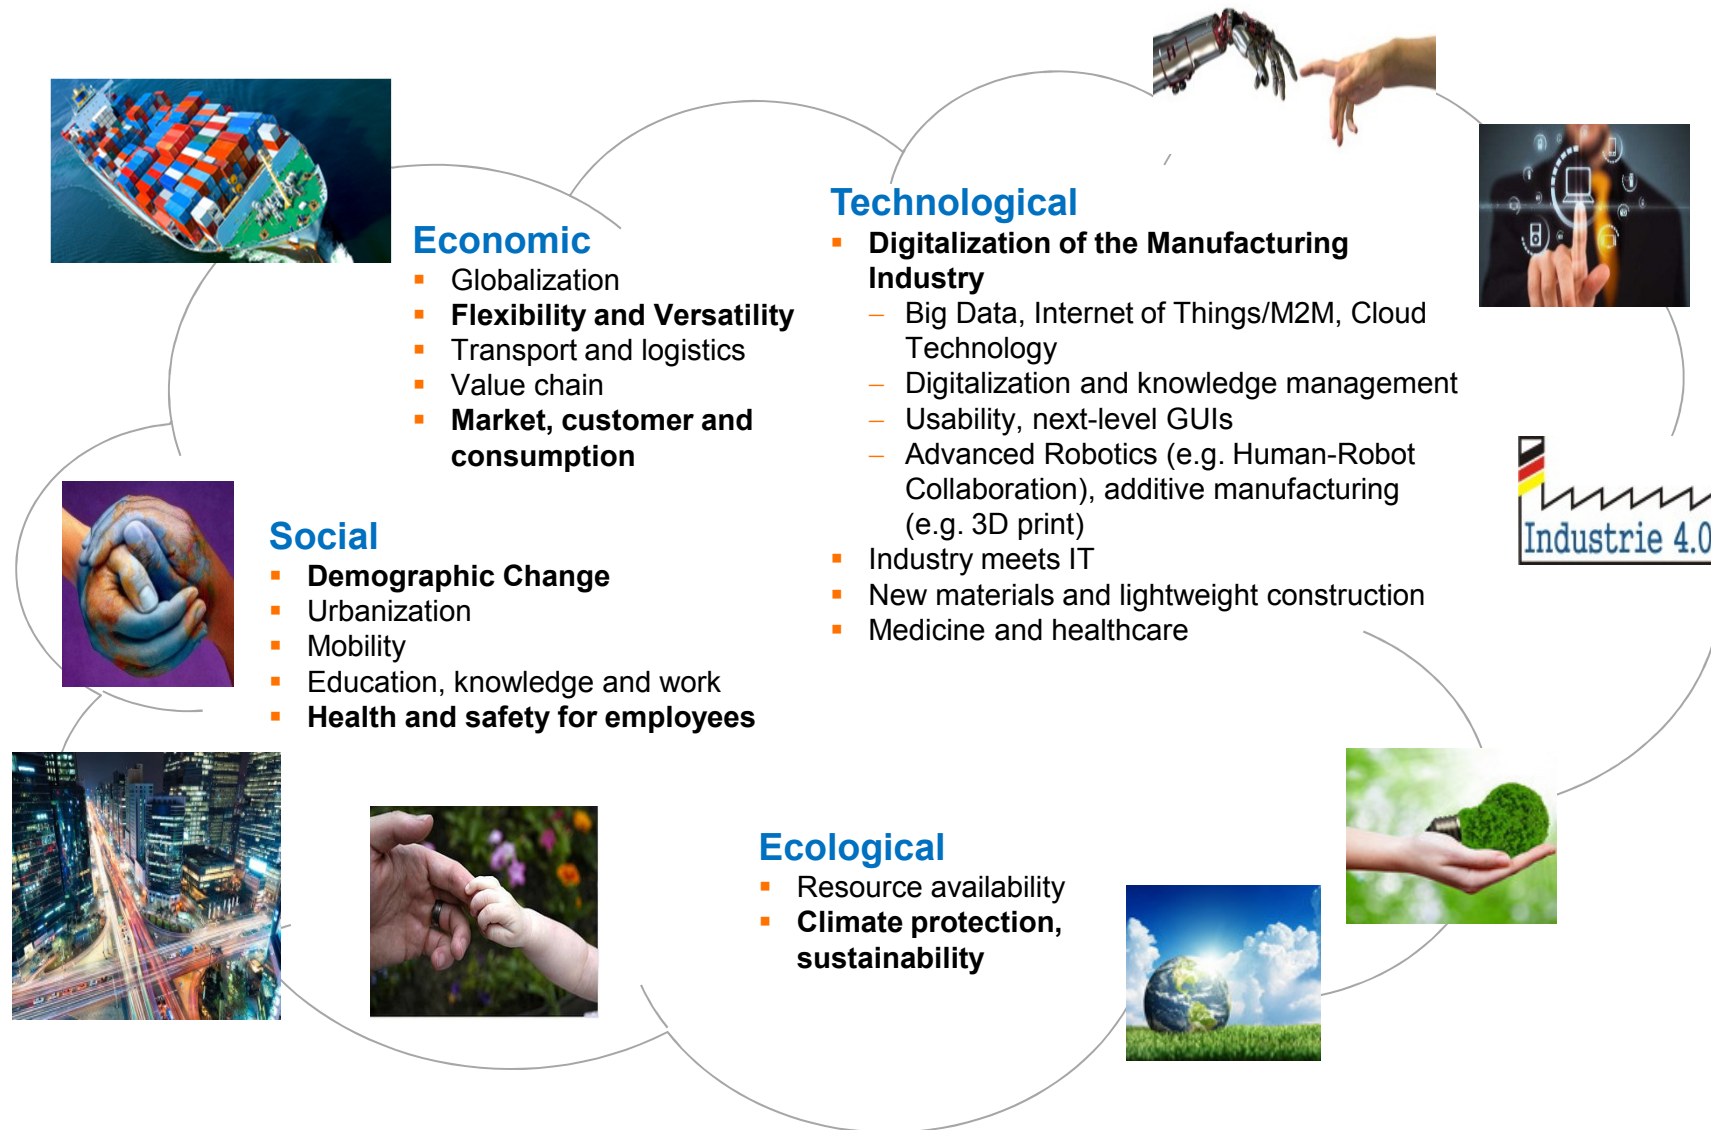 Economic
▪ Globalization
▪ Flexibility and Versatility
▪ Transport and logistics
▪ Value chain
▪ Market, customer and
consumption
Technological
▪ Digitalization of the Manufacturing
Industry
– Big Data, Internet of Things/M2M, Cloud
Technology
– Digitalization and knowledge management
– Usability, next-level GUIs
– Advanced Robotics (e.g. Human-Robot
Collaboration), additive manufacturing
(e.g. 3D print)
▪ Industry meets IT
▪ New materials and lightweight construction
▪ Medicine and healthcare
Industrie 4.0
Social
▪ Demographic Change
▪ Urbanization
▪ Mobility
▪ Education, knowledge and work
▪ Health and safety for employees
Ecological
▪ Resource availability
▪ Climate protection,
sustainability